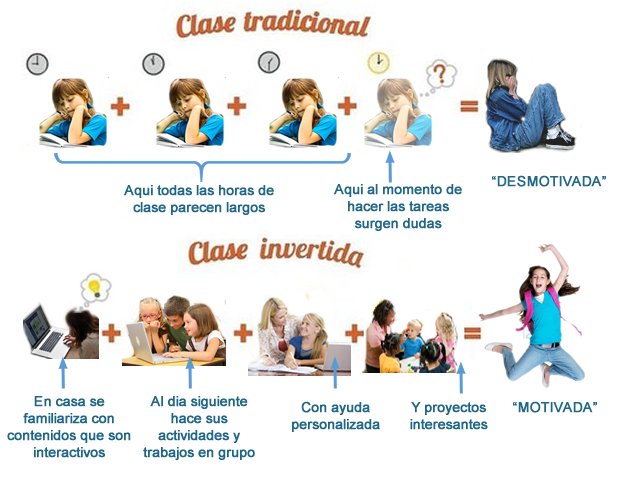 Clase tradicional
+ + + ? =
Aqui todas las horas de
clase parecen largos
Aqui al momento de
hacer las tareas
surgen dudas
“DESMOTIVADA”
Clase invertida
+ + + =
En casa se
familiariza con
contenidos que son
interactivos
Al dia siguiente
hace sus
actividades y
trabajos en grupo
Con ayuda
personalizada
Y proyectos
interesantes
“MOTIVADA”